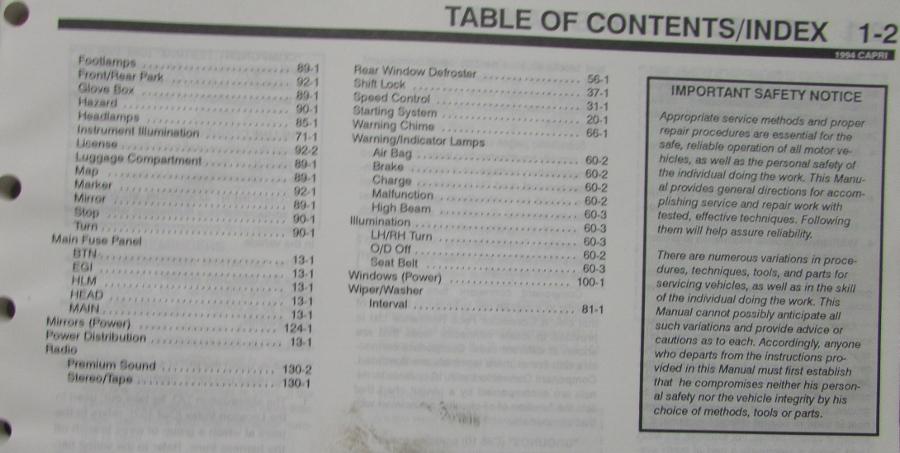 TABLE OF CONTENTS/INDEX 1-2
1994 CAPRI
Footlamps 89-1
Front/Rear Park 92-1
Glove Box 89-1
Hazard 90-1
Headlamps 85-1
Instrument Illumination 71-1
License 92-2
Luggage Compartment 89-1
Map 89-1
Marker 92-1
Mirror 89-1
Stop 90-1
Turn 90-1
Main Fuse Panel
BTN 13-1
EGI 13-1
HLM 13-1
HEAD 13-1
MAIN 13-1
Mirrors (Power) 124-1
Power Distribution 13-1
Radio
Premium Sound 130-2
Stereo/Tape 130-1
Rear Window Defroster 56-1
Shift Lock 37-1
Speed Control 31-1
Starting System 20-1
Warning Chime 66-1
Warning/Indicator Lamps
Air Bag 60-2
Brake 60-2
Charge 60-2
Malfunction 60-2
High Beam 60-3
Illumination 60-3
LH/RH Turn 60-3
O/D Off 60-2
Seat Belt 60-3
Windows (Power) 100-1
Wiper/Washer
Interval 81-1
IMPORTANT SAFETY NOTICE
Appropriate service methods and proper
repair procedures are essential for the
safe, reliable operation of all motor ve-
hicles, as well as the personal safety of
the individual doing the work. This Manu-
al provides general directions for accom-
plishing service and repair work with
tested, effective techniques. Following
them will help assure reliability.
There are numerous variations in proce-
dures, techniques, tools, and parts for
servicing vehicles, as well as in the skill
of the individual doing the work. This
Manual cannot possibly anticipate all
such variations and provide advice or
cautions as to each. Accordingly, anyone
who departs from the instructions pro-
vided in this Manual must first establish
that he compromises neither his person-
al safety nor the vehicle integrity by his
choice of methods, tools or parts.